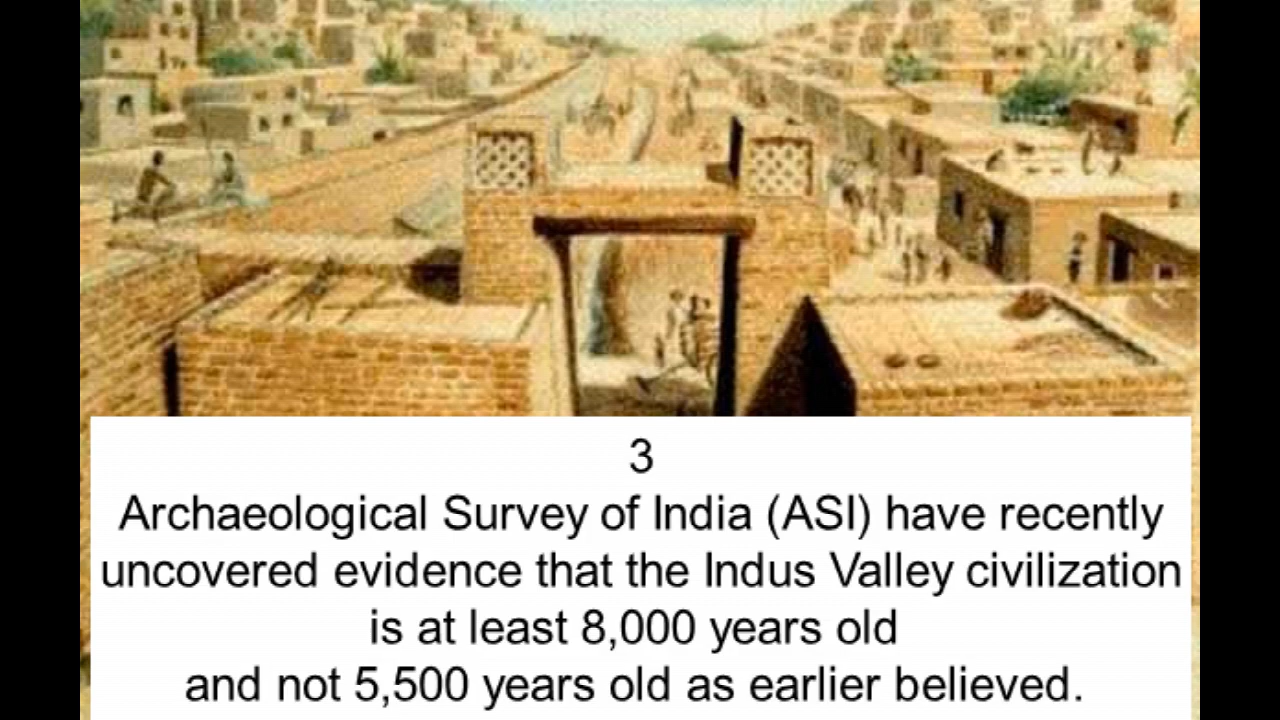 3
Archaeological Survey of India (ASI) have recently
uncovered evidence that the Indus Valley civilization
is at least 8,000 years old
and not 5,500 years old as earlier believed.